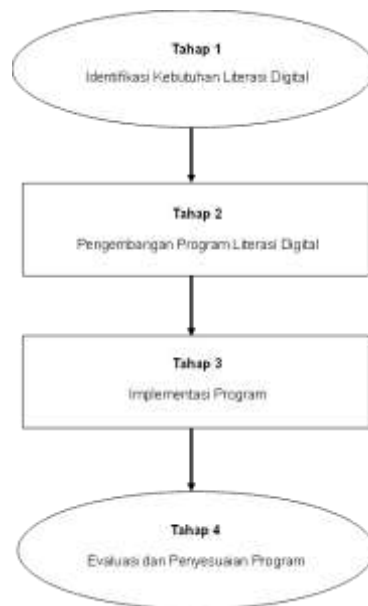 Tahap 1
Identifikasi Kebutuhan Literasi Digital
Tahap 2
Pengembangan Program Literasi Digital
Tahap 3
Implementasi Program
Tahap 4
Evaluasi dan Penyesuaian Program